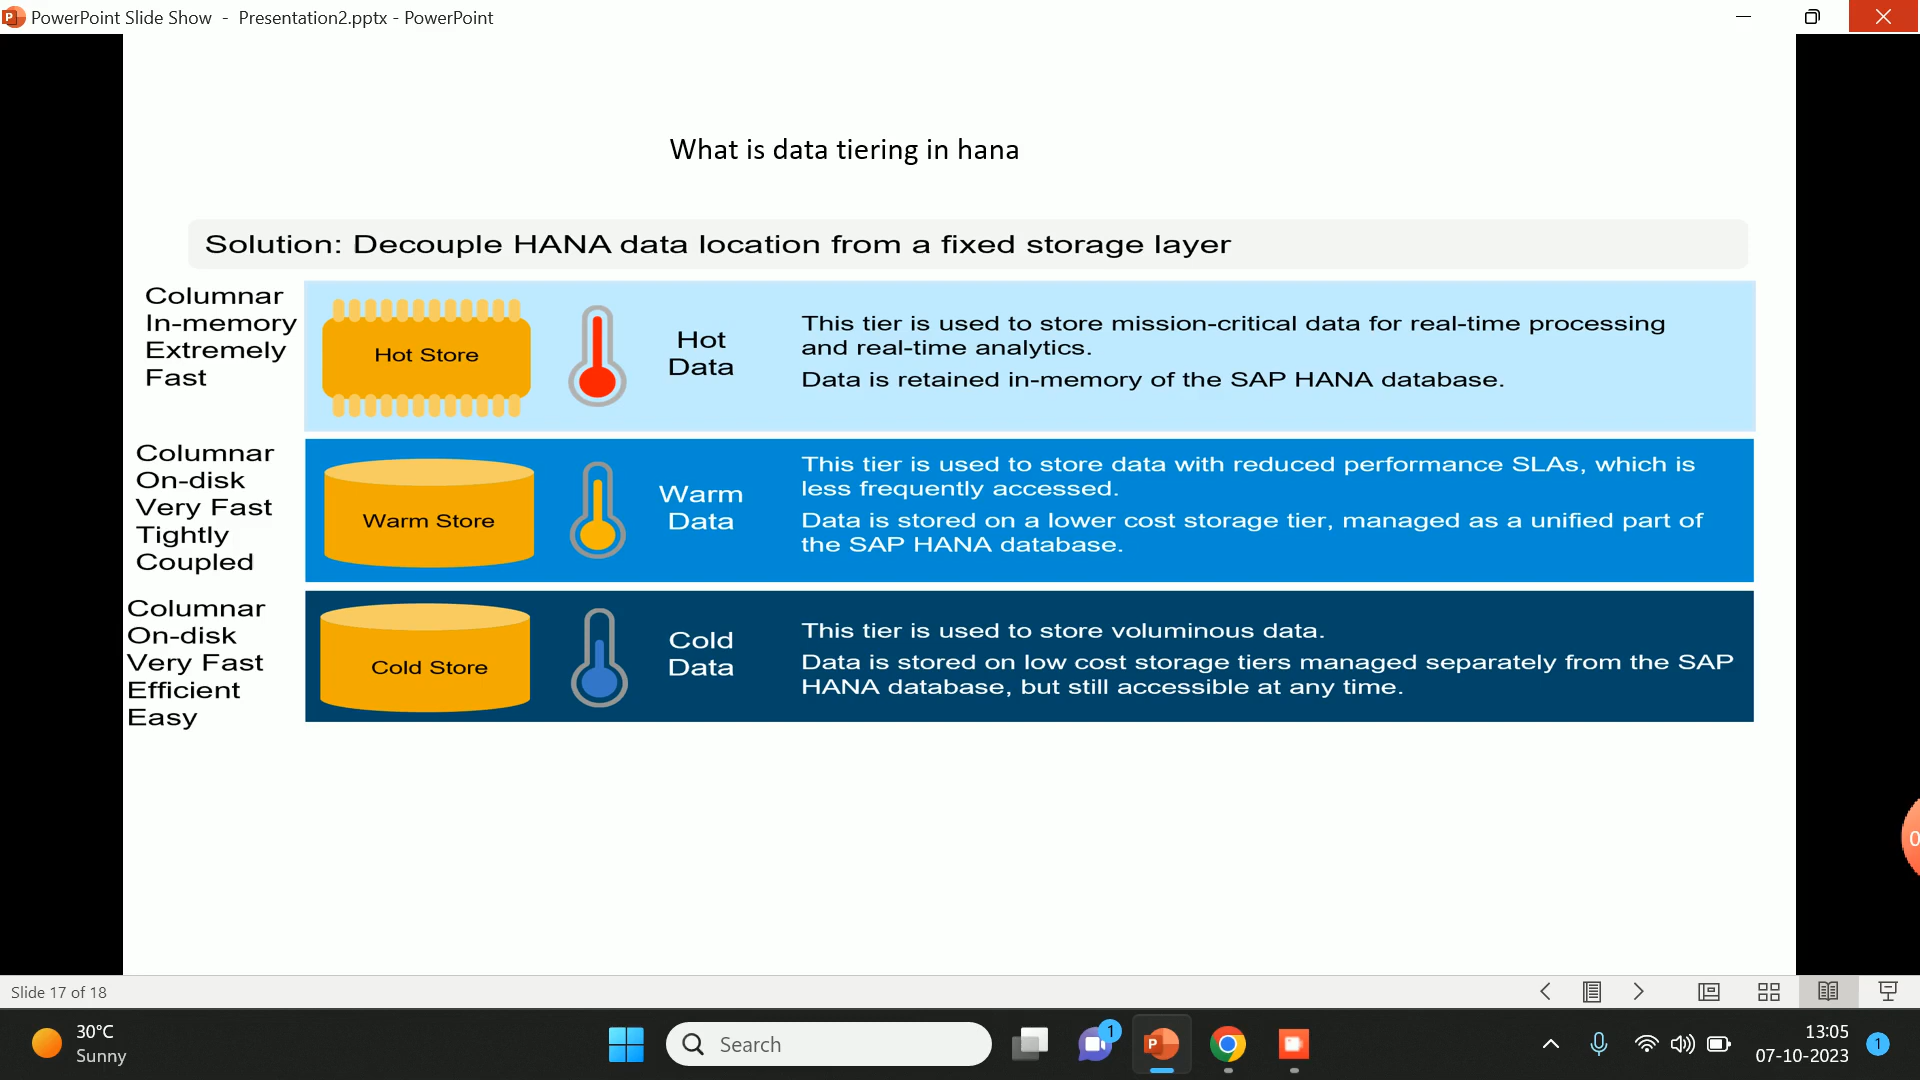 PowerPoint Slide Show - Presentation2.pptx - PowerPoint
What is data tiering in hana
Solution: Decouple HANA data location from a fixed storage layer
Columnar
In-memory
Extremely
Fast
Hot Store
Hot
Data
This tier is used to store mission-critical data for real-time processing
and real-time analytics.
Data is retained in-memory of the SAP HANA database.
Columnar
On-disk
Very Fast
Tightly
Coupled
Warm Store
Warm
Data
This tier is used to store data with reduced performance SLAs, which is
less frequently accessed.
Data is stored on a lower cost storage tier, managed as a unified part of
the SAP HANA database.
Columnar
On-disk
Very Fast
Efficient
Easy
Cold Store
Cold
Data
This tier is used to store voluminous data.
Data is stored on low cost storage tiers managed separately from the SAP
HANA database, but still accessible at any time.
0
Slide 17 of 18
30°C
Sunny
Search
1
P
13:05
07-10-2023
1